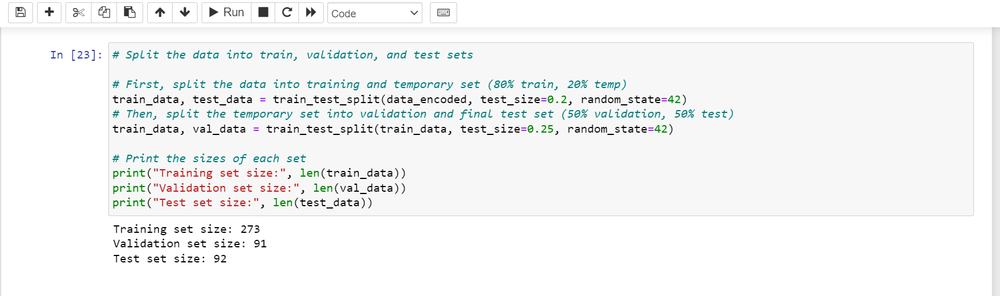 Run
Code
In [23]:
# Split the data into train, validation, and test sets
# First, split the data into training and temporary set (80% train, 20% temp)
train_data, test_data = train_test_split(data_encoded, test_size=0.2, random_state=42)
# Then, split the temporary set into validation and final test set (50% validation, 50% test)
train_data, val_data = train_test_split(train_data, test_size=0.25, random_state=42)
# Print the sizes of each set
print("Training set size:", len(train_data))
print("Validation set size:", len(val_data))
print("Test set size:", len(test_data))
Training set size: 273
Validation set size: 91
Test set size: 92